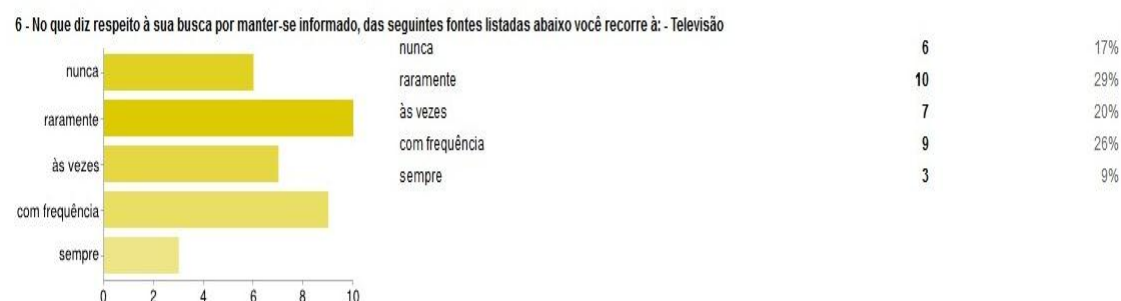 6 - No que diz respeito à sua busca por manter-se informado, das seguintes fontes listadas abaixo você recorre à: - Televisão
nunca
raramente
às vezes
com frequência
sempre
0 2 4 6 8 10
nunca 6 17%
raramente 10 29%
às vezes 7 20%
com frequência 9 26%
sempre 3 9%